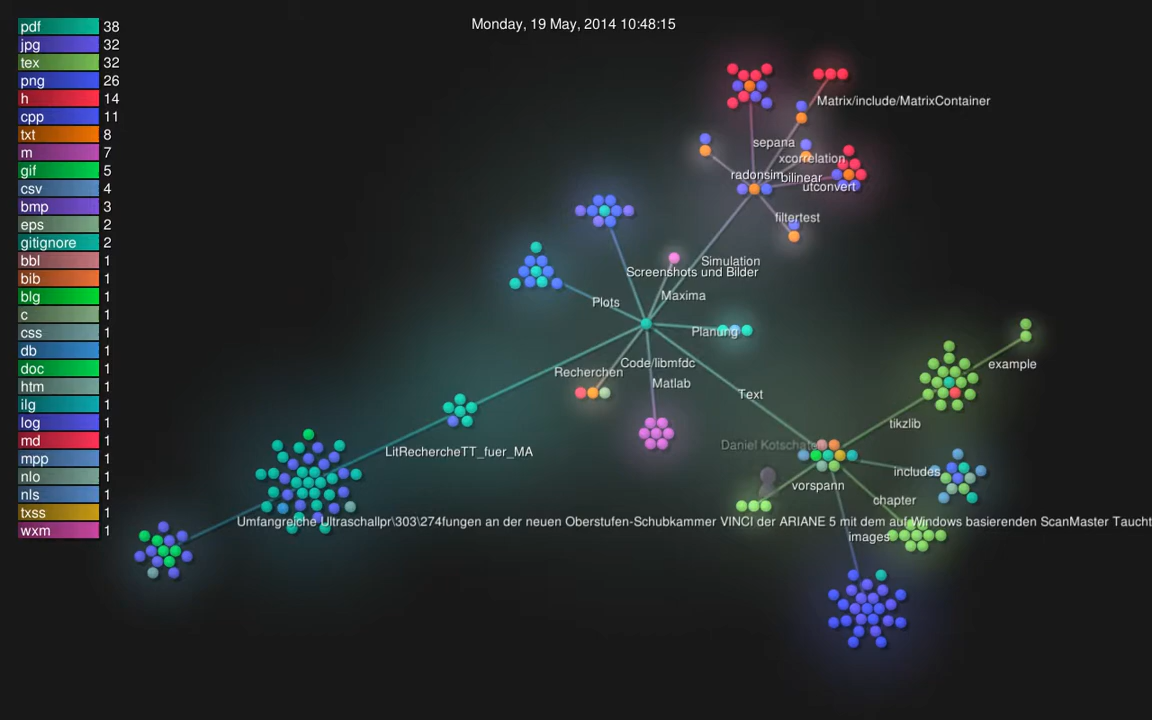 Monday, 19 May, 2014 10:48:15
pdf 38
jpg 32
tex 32
png 26
h 14
cpp 11
txt 8
m 7
gif 5
csv 4
bmp 3
eps 2
gitignore 2
bbl 1
bib 1
blg 1
c 1
css 1
db 1
doc 1
htm 1
ilg 1
log 1
md 1
mpp 1
nlo 1
nls 1
txss 1
wxm 1
Matrix/include/MatrixContainer
sepana
xcorrelation
radonsim
bilinear
utconvert
filtertest
Simulation
Screenshots und Bilder
Maxima
Plots
Planung
Code/libmfdc
Recherchen
Matlab
Text
example
tikzlib
Daniel
LitRechercheTT_fuer_MA
includes
vorspann
chapter
Umfangreiche Ultraschallpr\303\274fungen an der neuen Oberstufen-Schubkammer VINCI der ARIANE 5 mit dem auf Windows basierenden ScanMaster Taucht
images